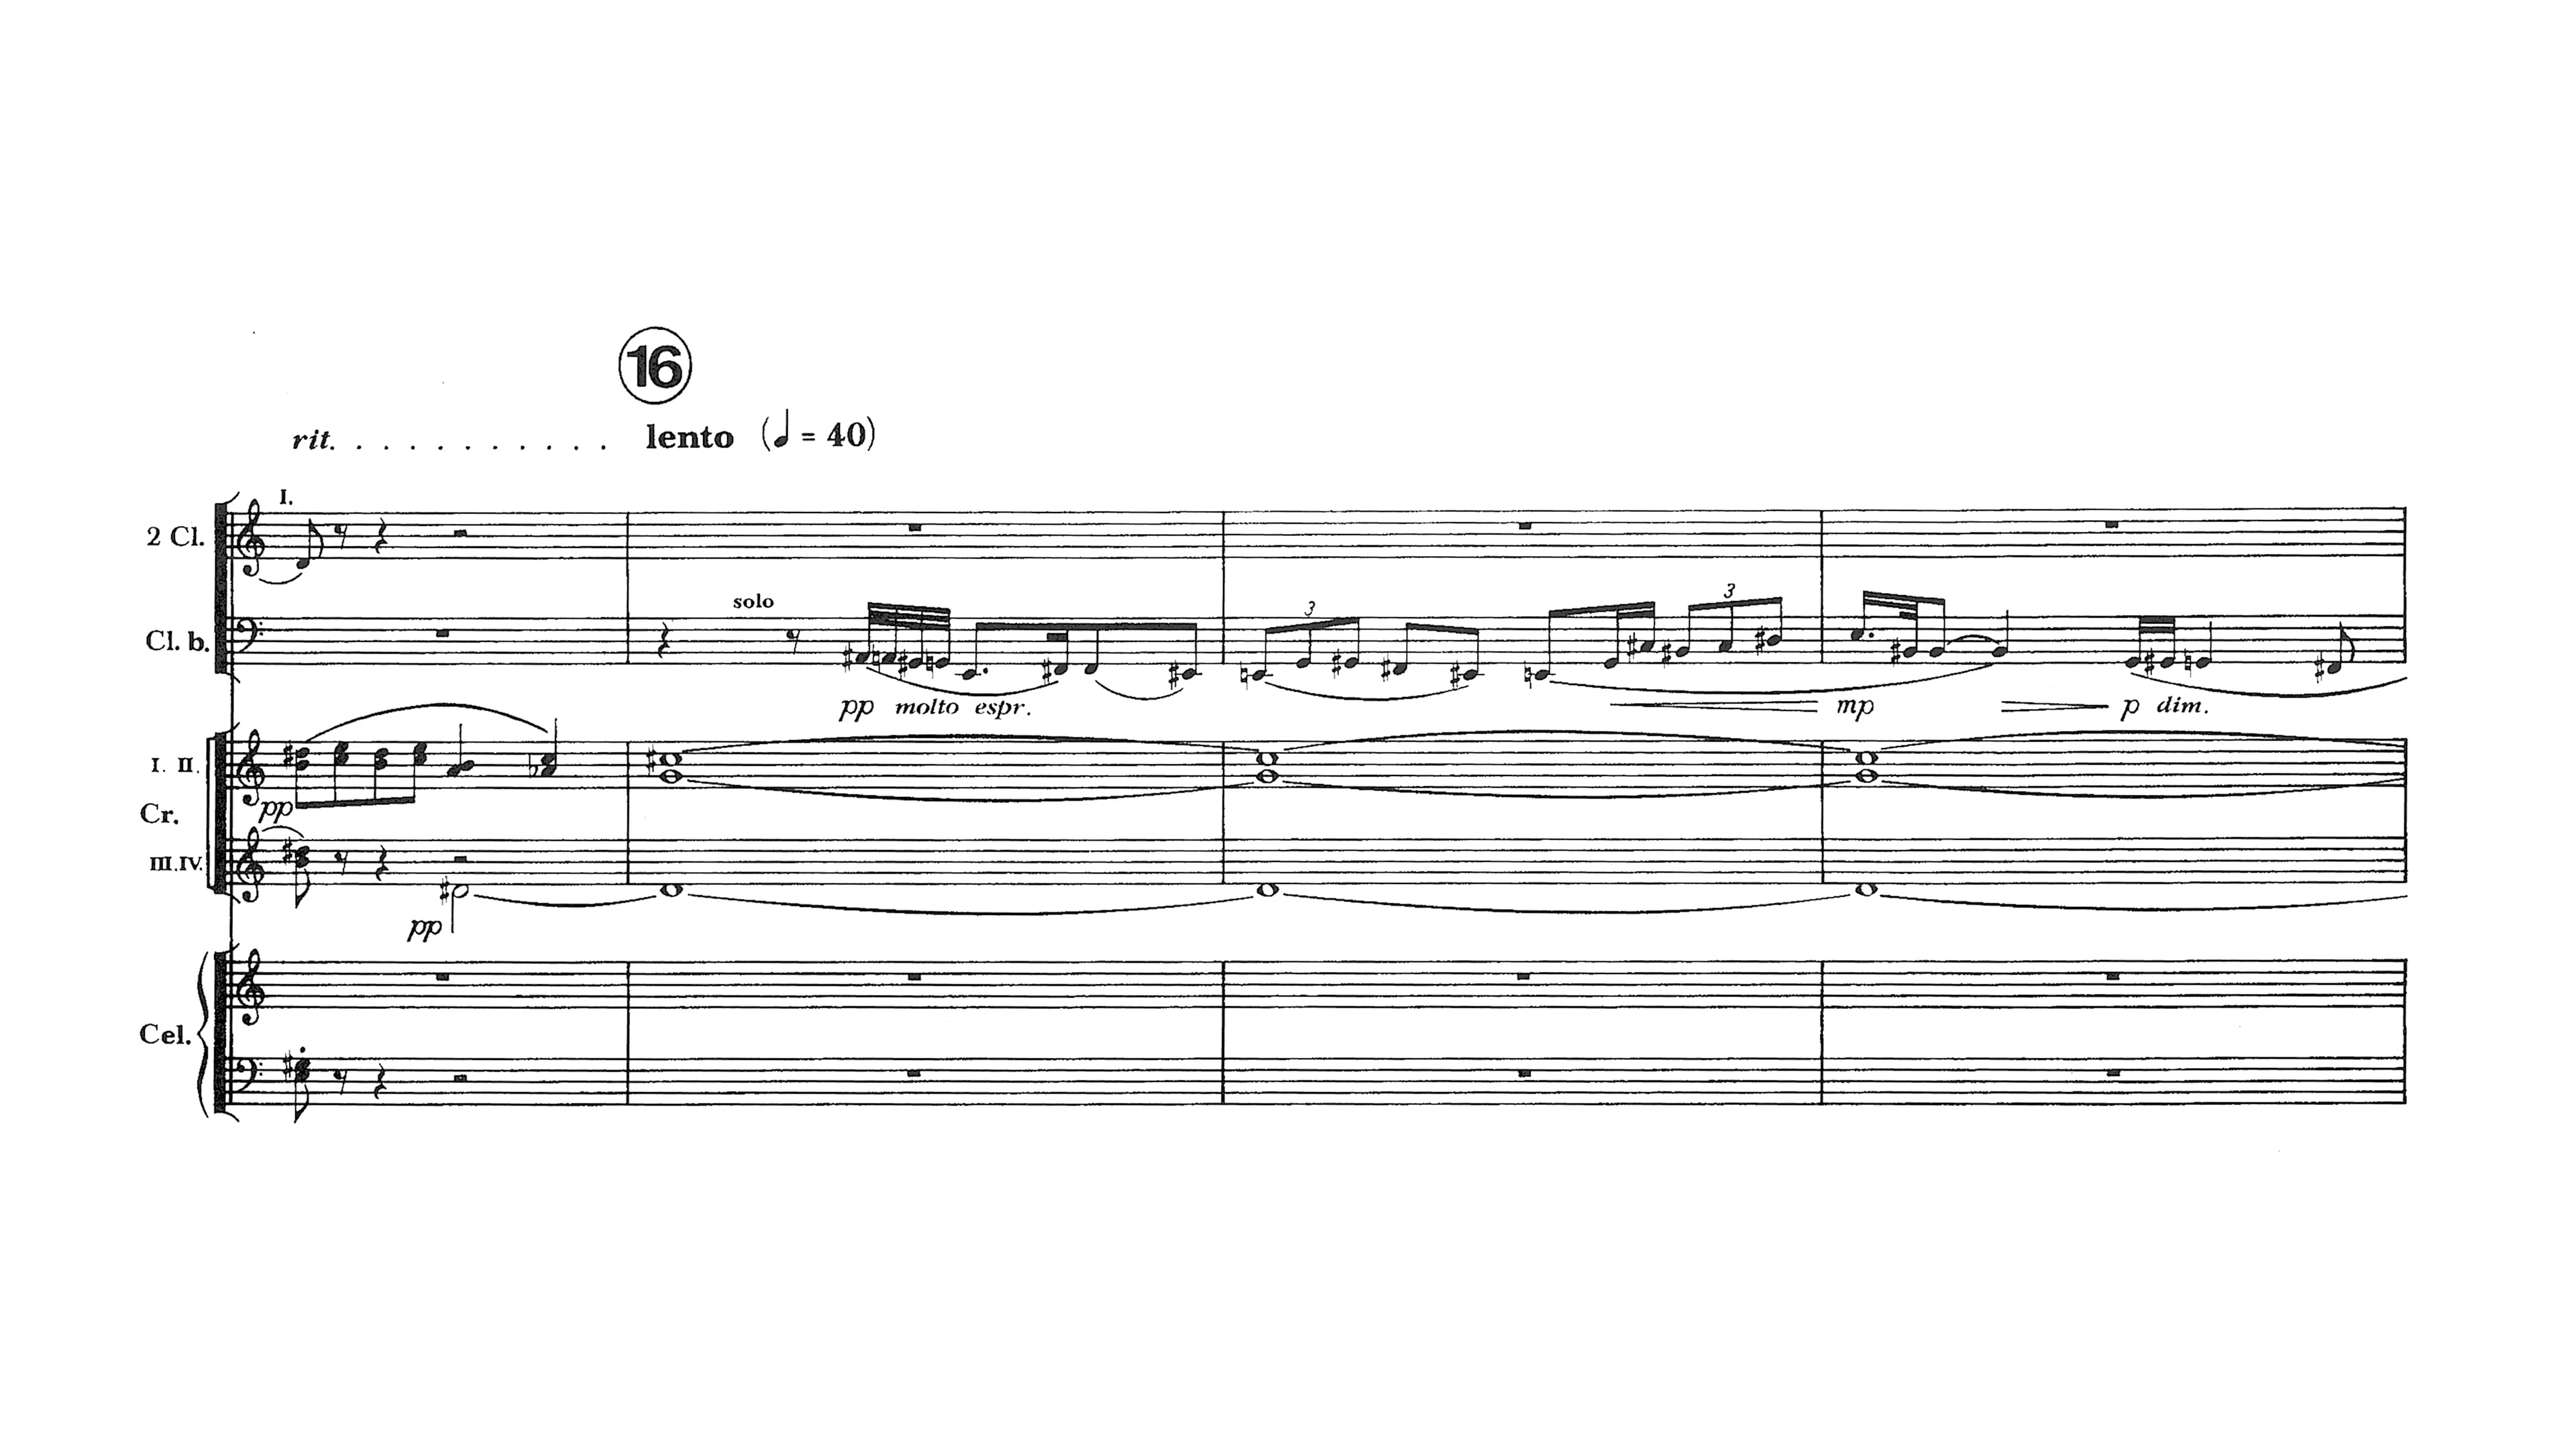 16
rit. . . . . . . . . . . . lento (♩ = 40)
I.
2 Cl.
solo
3
3
Cl. b.
pp molto espr.
mp
p dim.
I. II.
pp
Cr.
III.IV.
pp
Cel.